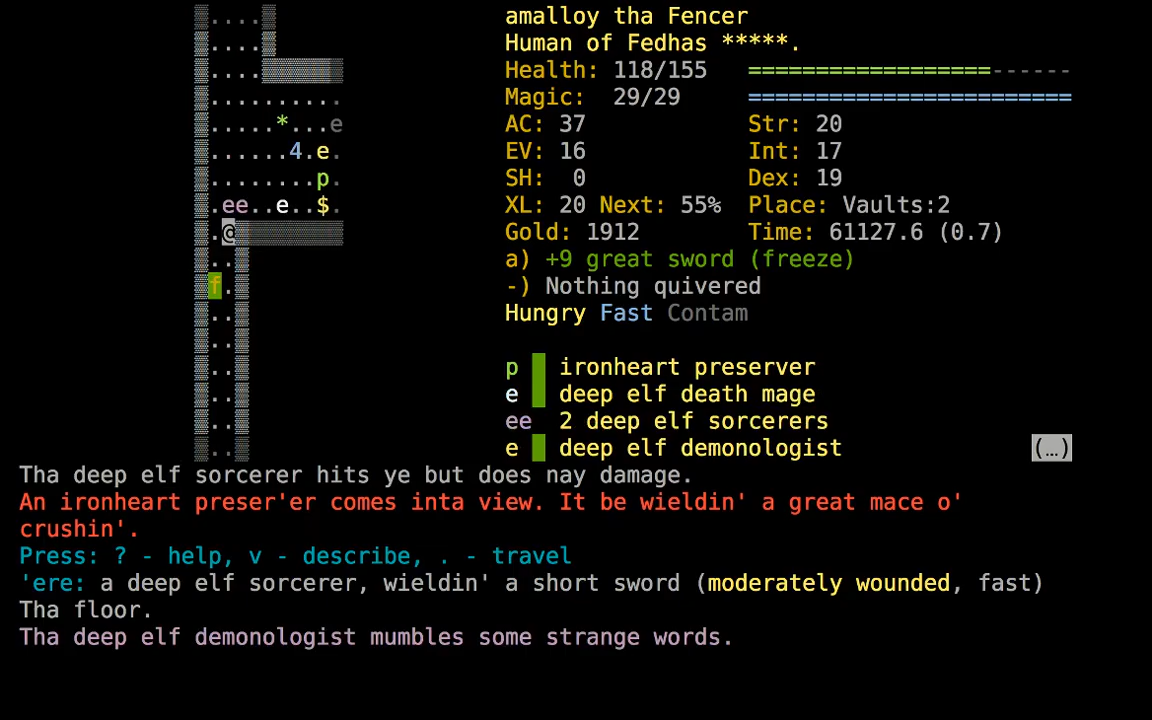 amalloy tha Fencer
Human of Fedhas *****.
Health: 118/155 ==================------
Magic: 29/29 ========================
AC: 37 Str: 20
EV: 16 Int: 17
SH: 0 Dex: 19
XL: 20 Next: 55% Place: Vaults:2
Gold: 1912 Time: 61127.6 (0.7)
a) +9 great sword (freeze)
-) Nothing quivered
Hungry Fast Contam
p ironheart preserver
e deep elf death mage
ee 2 deep elf sorcerers
e deep elf demonologist (…)
....
....
....
..........
.....*...e
......4.e.
........p.
.ee..e..$.
.@
..
f.
..
..
..
..
..
..
Tha deep elf sorcerer hits ye but does nay damage.
An ironheart preser'er comes inta view. It be wieldin' a great mace o'
crushin'.
Press: ? - help, v - describe, . - travel
'ere: a deep elf sorcerer, wieldin' a short sword (moderately wounded, fast)
Tha floor.
Tha deep elf demonologist mumbles some strange words.